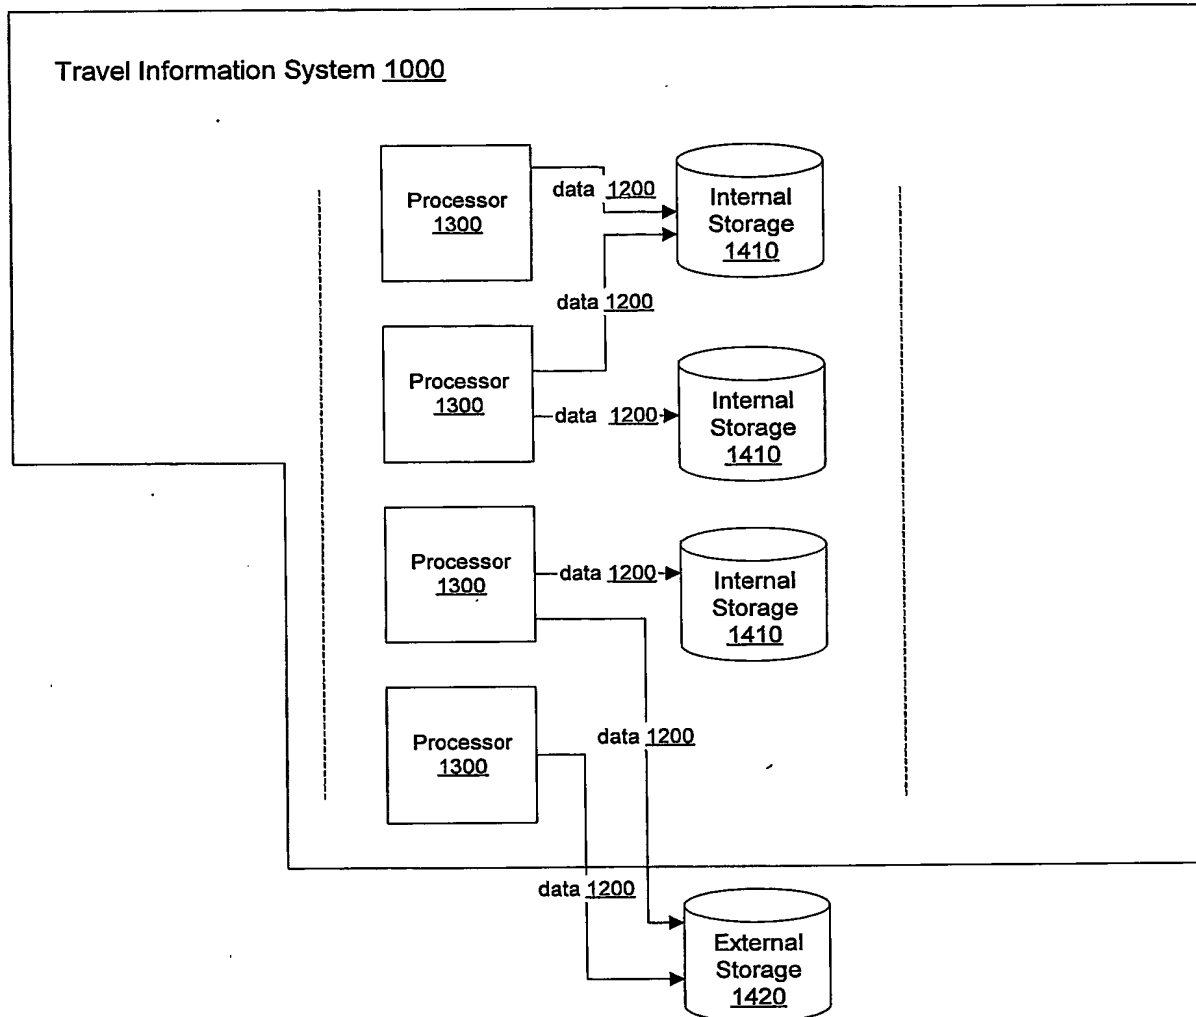 Travel Information System 1000
Processor
1300
data 1200
Internal
Storage
1410
data 1200
Processor
1300
data 1200
Internal
Storage
1410
Processor
1300
data 1200
Internal
Storage
1410
Processor
1300
data 1200
data 1200
External
Storage
1420